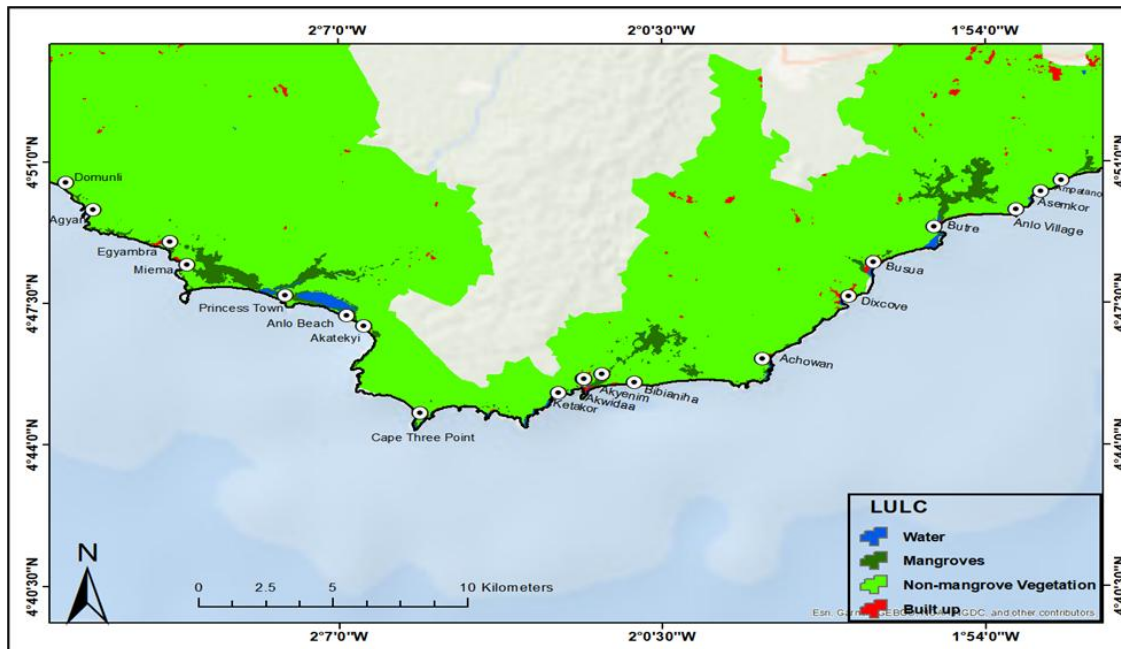 2°7'0"W
2°0'30"W
1°54'0"W
4°51'0"N
4°51'0"N
Domunli
Agyan
Egyambra
Miema
Princess Town
Anlo Beach
Akatekyi
Cape Three Point
Ketakor
Akwidaa
Akyenim
Bibianiha
Achowan
Dixcove
Busua
Butre
Anlo Village
Asemkor
Ampatano
4°47'30"N
4°44'0"N
4°44'0"N
4°40'30"N
4°40'30"N
LULC
Water
Mangroves
Non-mangrove Vegetation
Built up
N
0 2.5 5 10 Kilometers
and other contributors
2°7'0"W
2°0'30"W
1°54'0"W